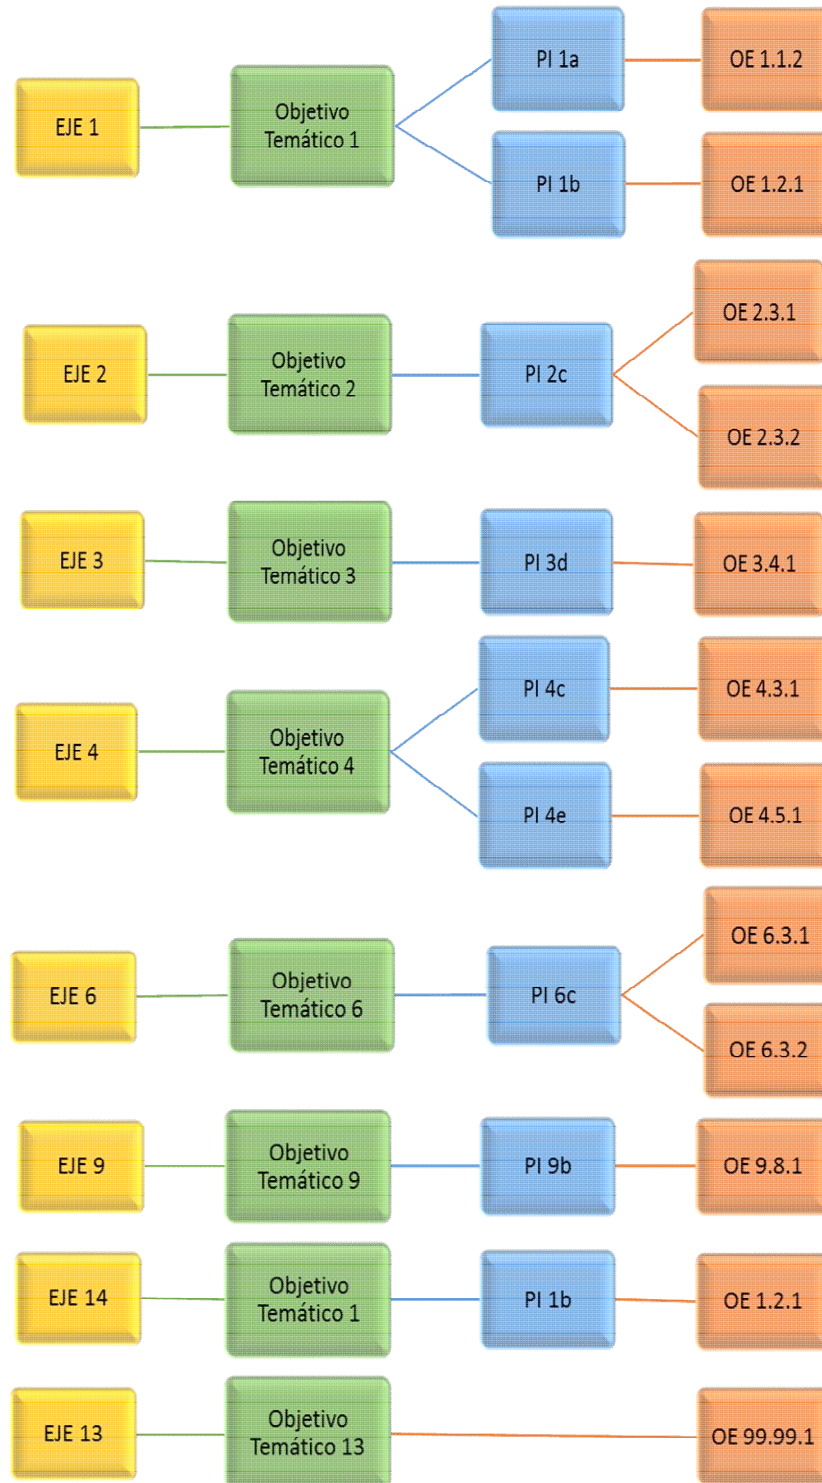 EJE 1
Objetivo
Temático 1
PI 1a
OE 1.1.2
PI 1b
OE 1.2.1
EJE 2
Objetivo
Temático 2
PI 2c
OE 2.3.1
OE 2.3.2
EJE 3
Objetivo
Temático 3
PI 3d
OE 3.4.1
EJE 4
Objetivo
Temático 4
PI 4c
OE 4.3.1
PI 4e
OE 4.5.1
EJE 6
Objetivo
Temático 6
PI 6c
OE 6.3.1
OE 6.3.2
EJE 9
Objetivo
Temático 9
PI 9b
OE 9.8.1
EJE 14
Objetivo
Temático 1
PI 1b
OE 1.2.1
EJE 13
Objetivo
Temático 13
OE 99.99.1